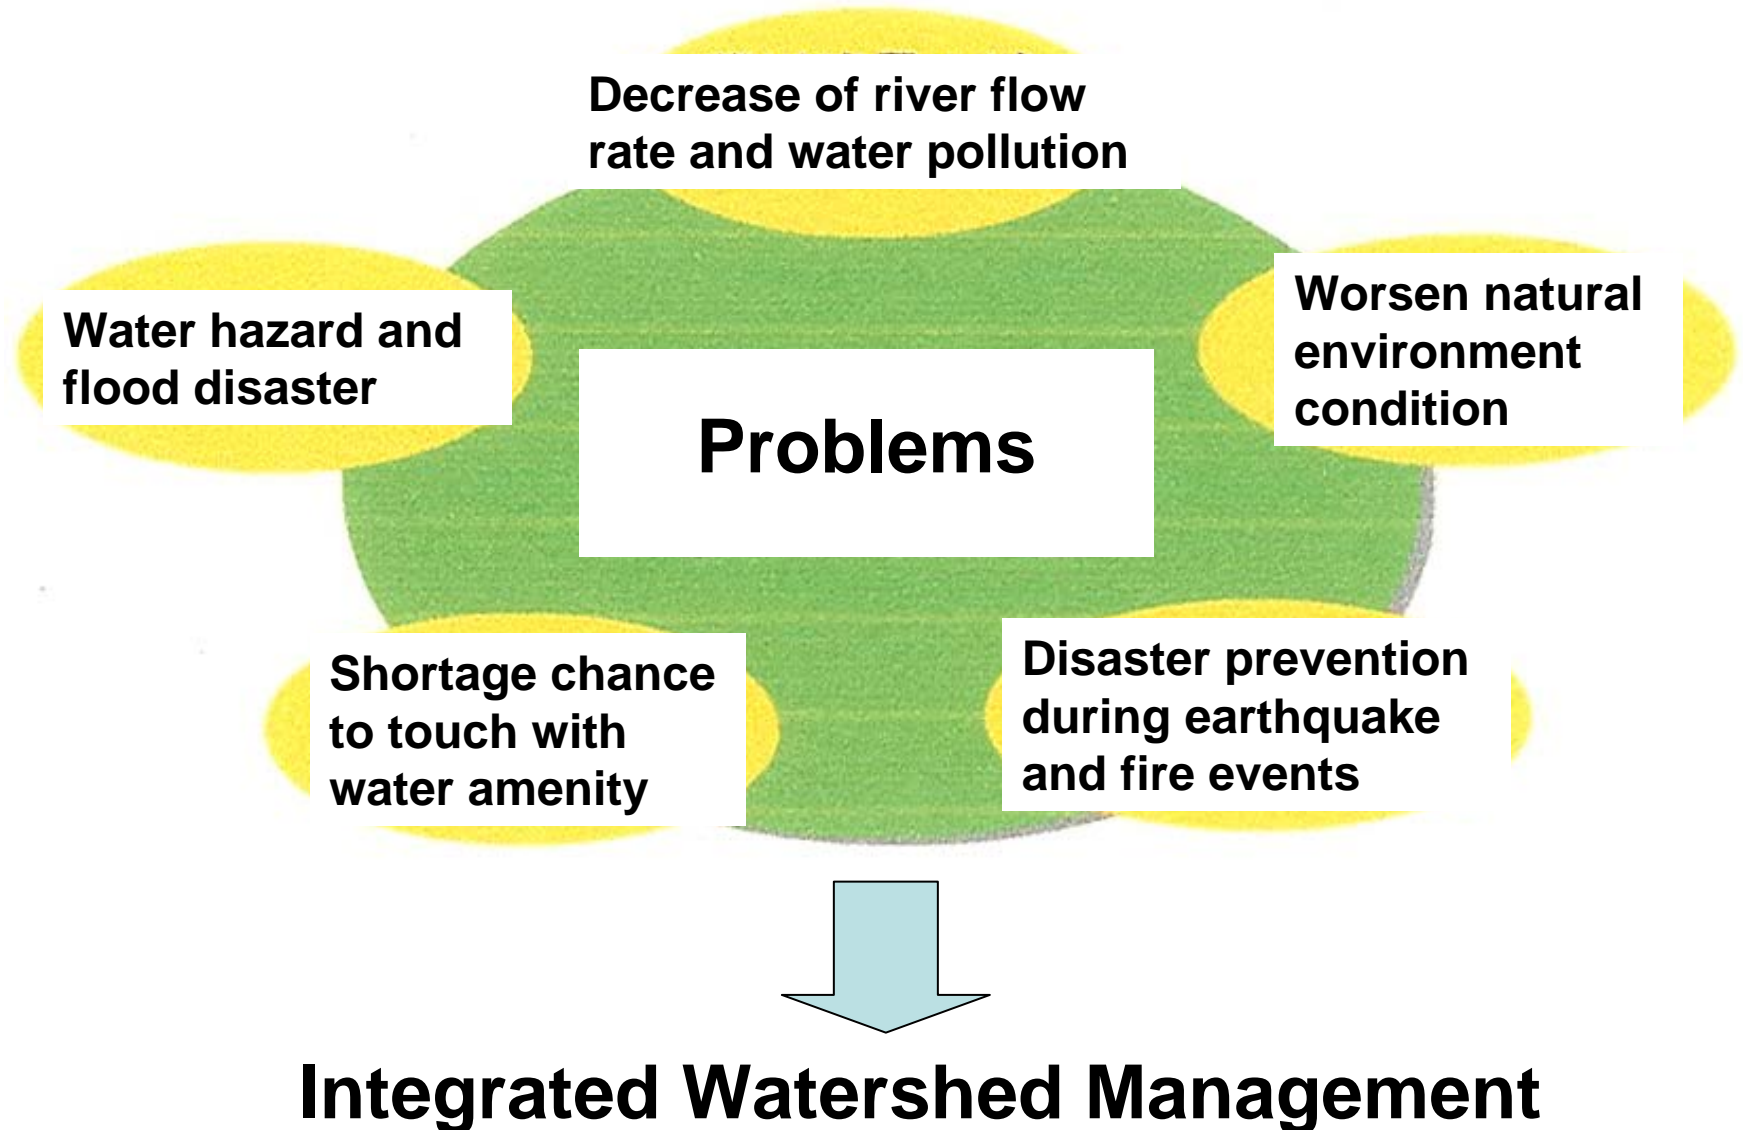 Decrease of river flow
rate and water pollution
Water hazard and
flood disaster
Worsen natural
environment
condition
Problems
Shortage chance
to touch with
water amenity
Disaster prevention
during earthquake
and fire events
Integrated Watershed Management